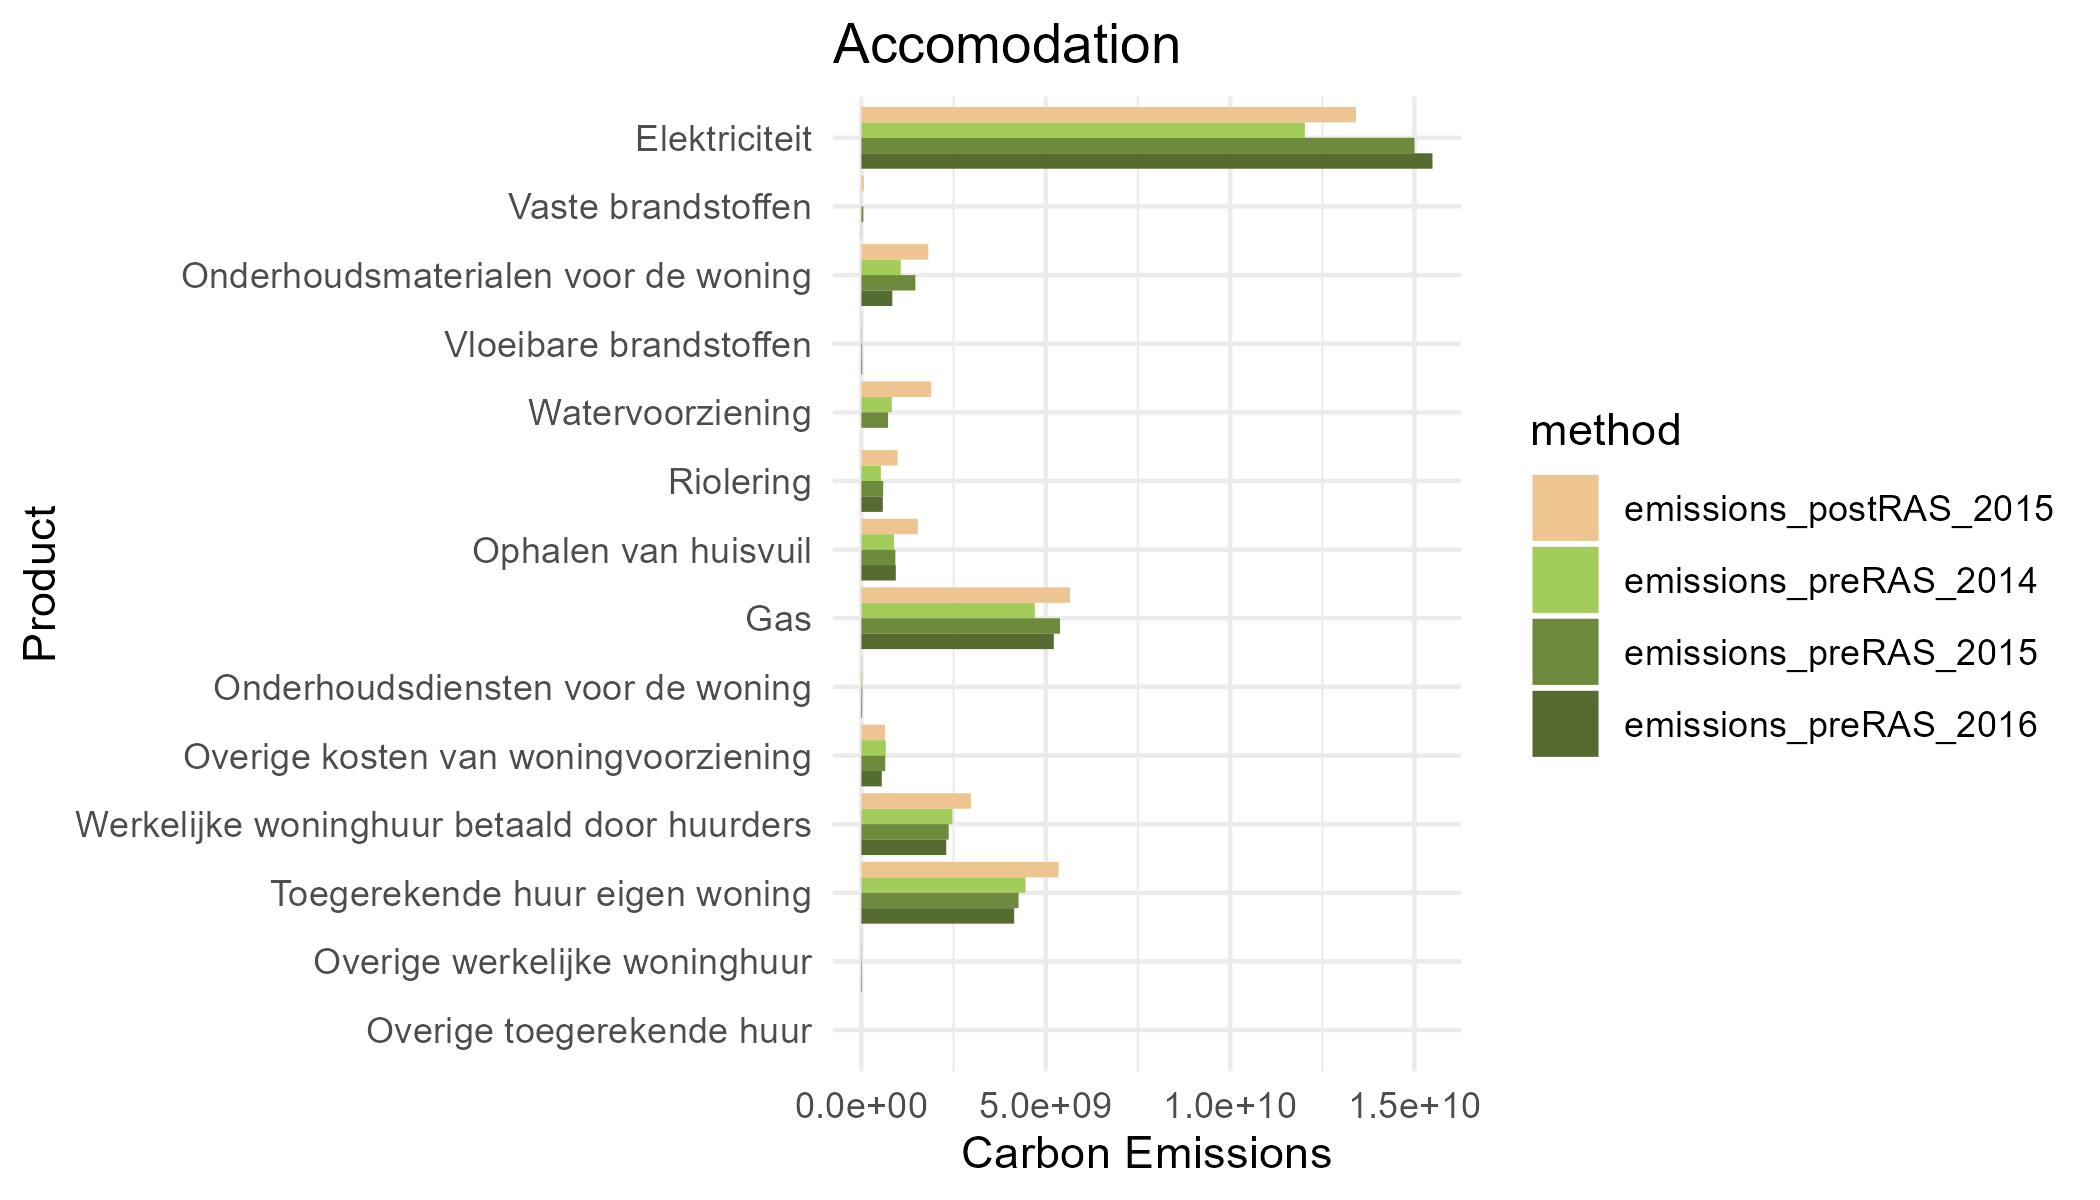 Accomodation
Product
Elektriciteit
Vaste brandstoffen
Onderhoudsmaterialen voor de woning
Vloeibare brandstoffen
Watervoorziening
Riolering
Ophalen van huisvuil
Gas
Onderhoudsdiensten voor de woning
Overige kosten van woningvoorziening
Werkelijke woninghuur betaald door huurders
Toegerekende huur eigen woning
Overige werkelijke woninghuur
Overige toegerekende huur
0.0e+00 5.0e+09 1.0e+10 1.5e+10
Carbon Emissions
method
emissions_postRAS_2015
emissions_preRAS_2014
emissions_preRAS_2015
emissions_preRAS_2016